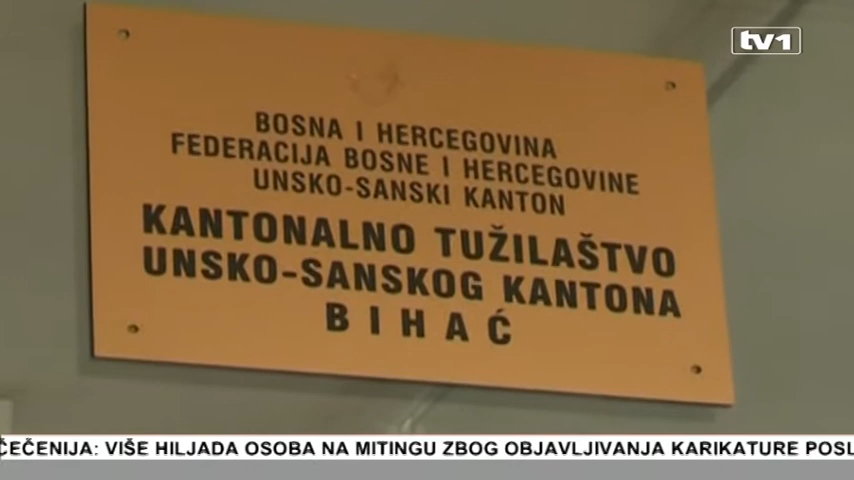 tv1
BOSNA I HERCEGOVINA
FEDERACIJA BOSNE I HERCEGOVINE
UNSKO-SANSKI KANTON
KANTONALNO TUŽILAŠTVO
UNSKO-SANSKOG KANTONA
BIHAĆ
ČEČENIJA: VIŠE HILJADA OSOBA NA MITINGU ZBOG OBJAVLJIVANJA KARIKATURE POSL